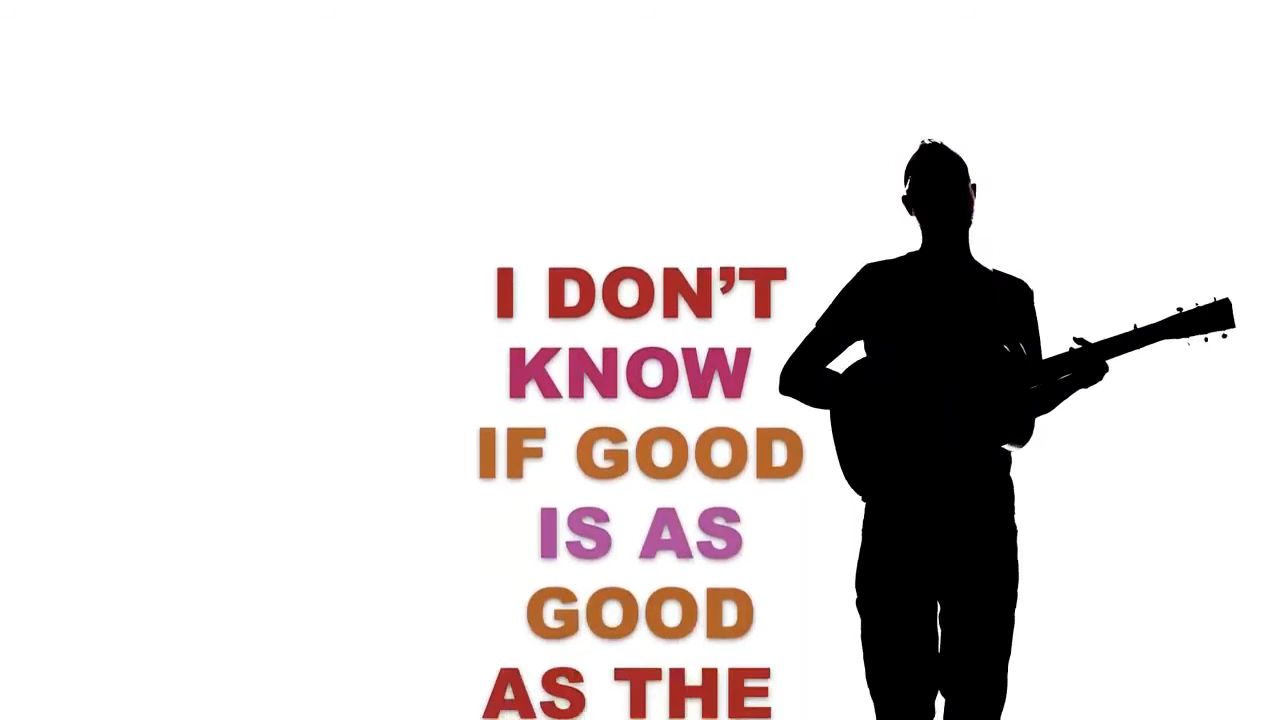 I DON’T
KNOW
IF GOOD
IS AS
GOOD
AS THE